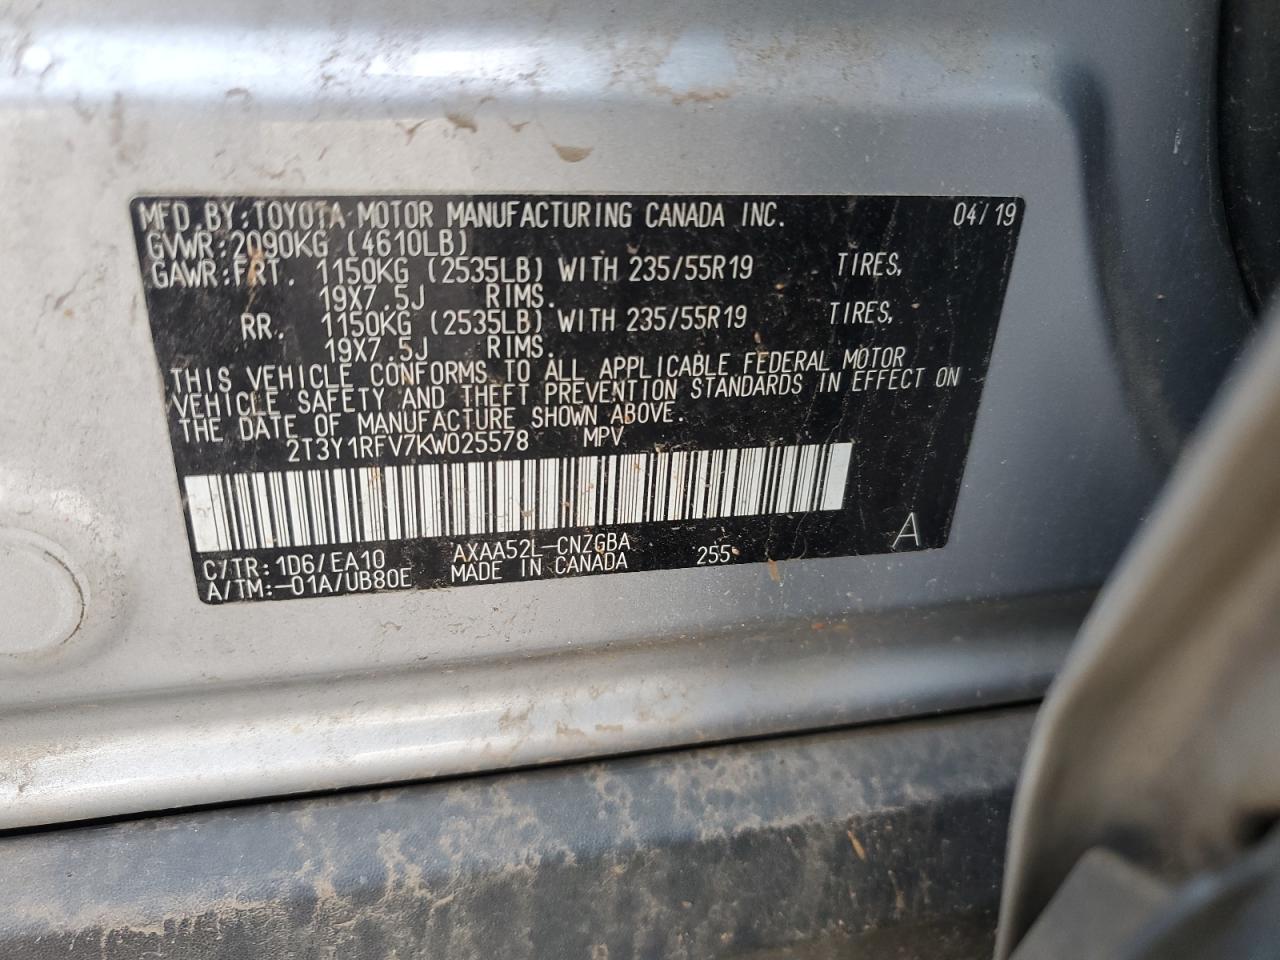 MFD. BY: TOYOTA MOTOR MANUFACTURING CANADA INC. 04/19
GVWR: 2090KG (4610LB)
GAWR: FRT. 1150KG (2535LB) WITH 235/55R19 TIRES,
19X7.5J RIMS.
RR. 1150KG (2535LB) WITH 235/55R19 TIRES,
19X7.5J RIMS.
THIS VEHICLE CONFORMS TO ALL APPLICABLE FEDERAL MOTOR
VEHICLE SAFETY AND THEFT PREVENTION STANDARDS IN EFFECT ON
THE DATE OF MANUFACTURE SHOWN ABOVE.
2T3Y1RFV7KW025578 MPV
C/TR: 1D6/EA10 AXAA52L-CNZGBA 255 A
A/TM: -01A/UB80E MADE IN CANADA